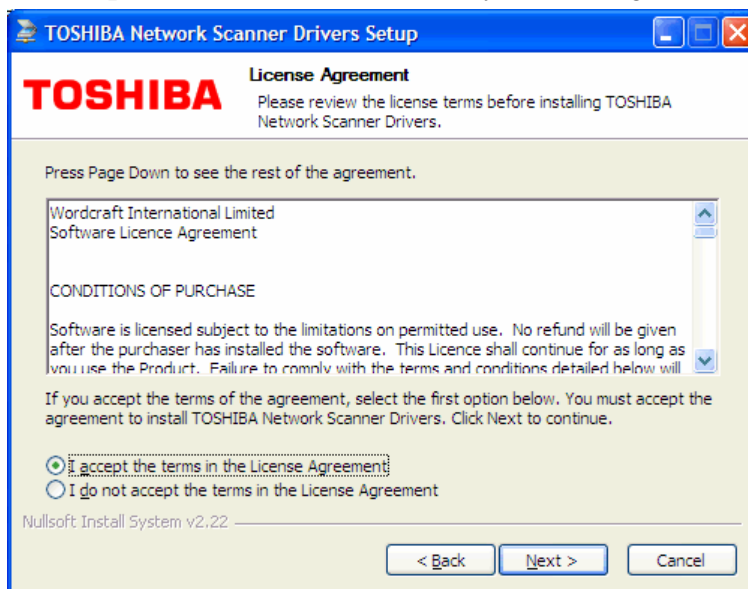 TOSHIBA Network Scanner Drivers Setup
TOSHIBA
License Agreement
Please review the license terms before installing TOSHIBA
Network Scanner Drivers.
Press Page Down to see the rest of the agreement.
Wordcraft International Limited
Software Licence Agreement
CONDITIONS OF PURCHASE
Software is licensed subject to the limitations on permitted use. No refund will be given
after the purchaser has installed the software. This Licence shall continue for as long as
you use the Product. Failure to comply with the terms and conditions detailed below will
If you accept the terms of the agreement, select the first option below. You must accept the
agreement to install TOSHIBA Network Scanner Drivers. Click Next to continue.
I accept the terms in the License Agreement
I do not accept the terms in the License Agreement
Nullsoft Install System v2.22
< Back Next > Cancel